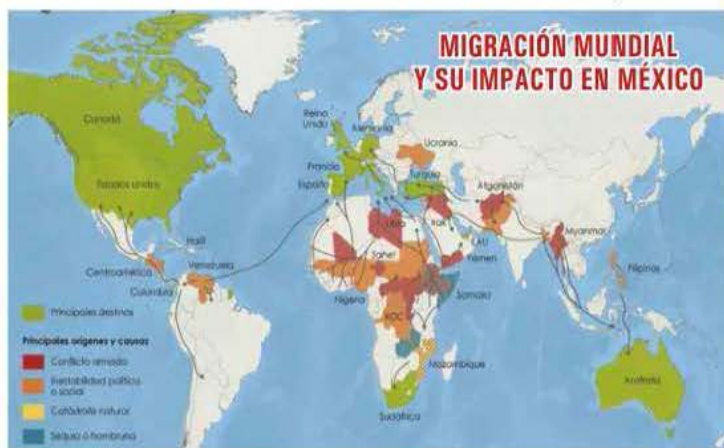 MIGRACIÓN MUNDIAL
Y SU IMPACTO EN MÉXICO
Canadá
Reino
Unido
Alemania
Ucrania
Francia
España
Turquía
Estados Unidos
Afganistán
Irak
Libia
EAU
Myanmar
Haití
Yemen
Sahel
Filipinas
Centroamérica
Venezuela
Colombia
Nigeria
Somalia
RDC
Mozambique
Australia
Sudáfrica
Principales destinos
Principales orígenes y causas
Conflicto armado
Inestabilidad política
o social
Catástrofe natural
Sequía o hambruna